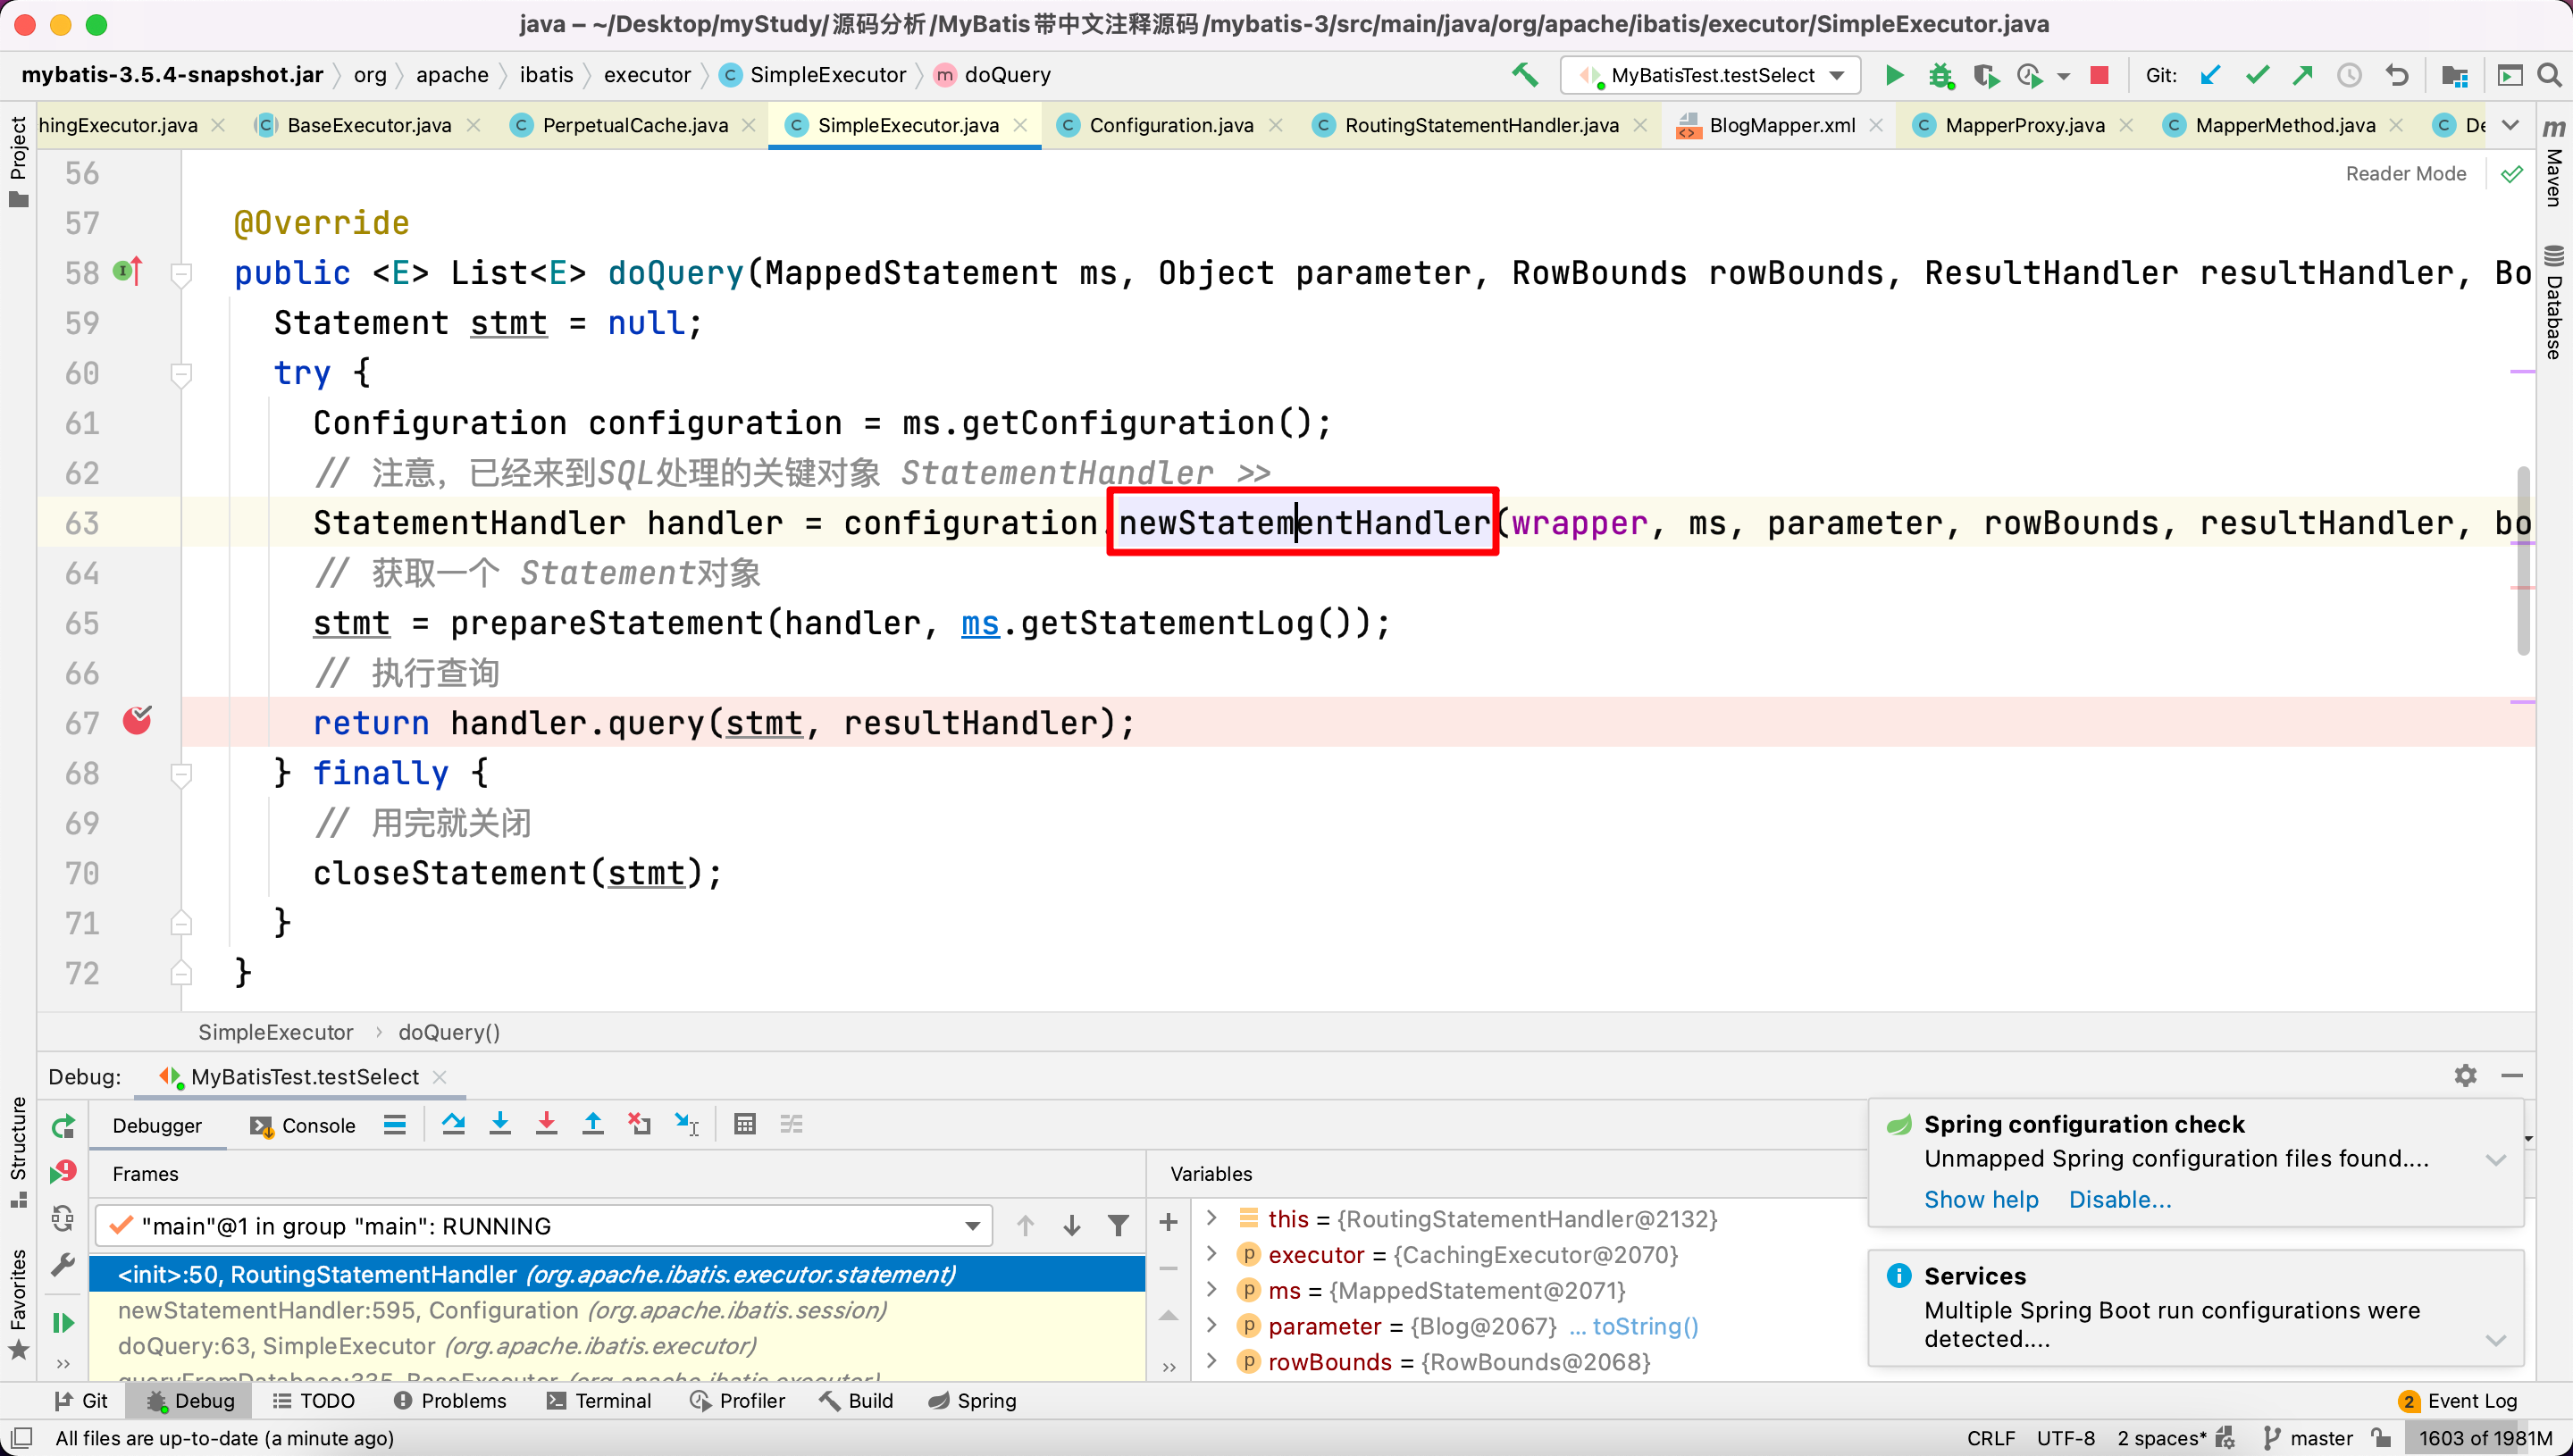 java – ~/Desktop/myStudy/源码分析/MyBatis带中文注释源码/mybatis-3/src/main/java/org/apache/ibatis/executor/SimpleExecutor.java
mybatis-3.5.4-snapshot.jar org apache ibatis executor SimpleExecutor doQuery MyBatisTest.testSelect Git:
hingExecutor.java BaseExecutor.java PerpetualCache.java SimpleExecutor.java Configuration.java RoutingStatementHandler.java BlogMapper.xml MapperProxy.java MapperMethod.java De
Project
Maven
Database
Structure
Favorites
Reader Mode
56
57 @Override
58 public <E> List<E> doQuery(MappedStatement ms, Object parameter, RowBounds rowBounds, ResultHandler resultHandler, Bo
59 Statement stmt = null;
60 try {
61 Configuration configuration = ms.getConfiguration();
62 // 注意，已经来到SQL处理的关键对象 StatementHandler >>
63 StatementHandler handler = configuration.newStatementHandler(wrapper, ms, parameter, rowBounds, resultHandler, bo
64 // 获取一个 Statement对象
65 stmt = prepareStatement(handler, ms.getStatementLog());
66 // 执行查询
67 return handler.query(stmt, resultHandler);
68 } finally {
69 // 用完就关闭
70 closeStatement(stmt);
71 }
72 }
SimpleExecutor › doQuery()
Debug: MyBatisTest.testSelect
Debugger Console
Frames
"main"@1 in group "main": RUNNING
<init>:50, RoutingStatementHandler (org.apache.ibatis.executor.statement)
newStatementHandler:595, Configuration (org.apache.ibatis.session)
doQuery:63, SimpleExecutor (org.apache.ibatis.executor)
queryFromDatabase:335, BaseExecutor (org.apache.ibatis.executor)
Variables
this = {RoutingStatementHandler@2132}
executor = {CachingExecutor@2070}
ms = {MappedStatement@2071}
parameter = {Blog@2067} ... toString()
rowBounds = {RowBounds@2068}
Spring configuration check
Unmapped Spring configuration files found....
Show help Disable...
Services
Multiple Spring Boot run configurations were
detected....
Git Debug TODO Problems Terminal Profiler Build Spring 2 Event Log
All files are up-to-date (a minute ago) CRLF UTF-8 2 spaces* master 1603 of 1981M